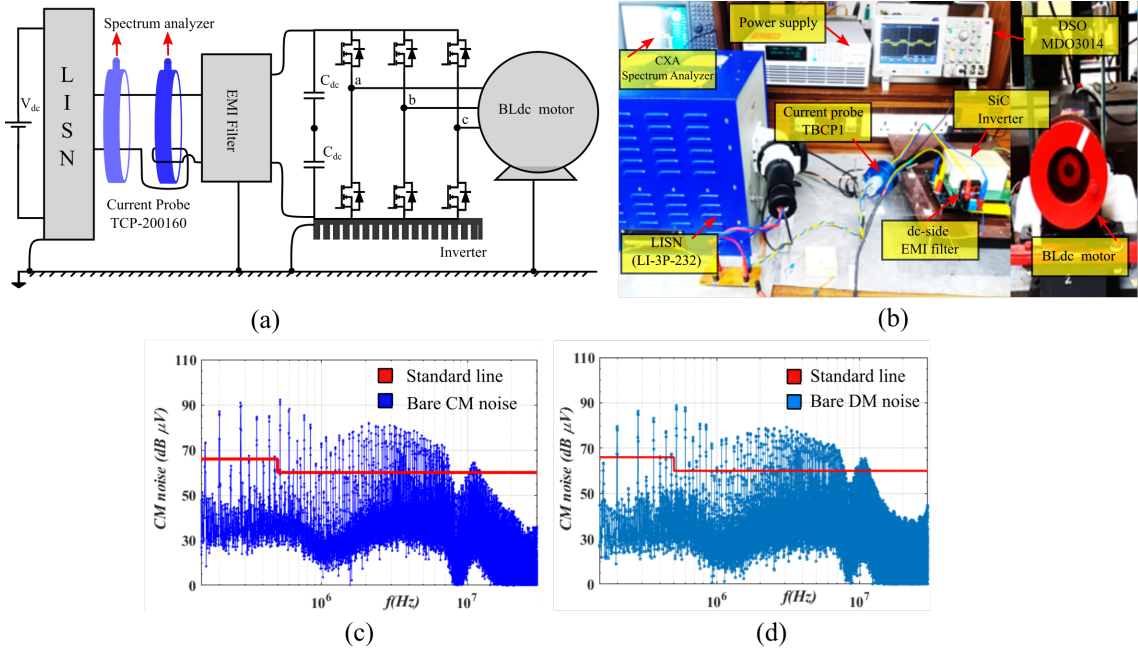 (a)
Spectrum analyzer
L
I
S
N
V_dc
EMI Filter
C_dc
C_dc
a
b
c
BLdc motor
Current Probe
TCP-200160
Inverter
(b)
Power supply
DSO
MDO3014
CXA
Spectrum Analyzer
Current probe
TBCP1
SiC
Inverter
LISN
(LI-3P-232)
dc-side
EMI filter
BLdc motor
(a)
(b)
CM noise (dB μV)
110
90
70
50
30
10
0
Standard line
Bare CM noise
10^6
f(Hz)
10^7
(c)
CM noise (dB μV)
110
90
70
50
30
10
0
Standard line
Bare DM noise
10^6
f(Hz)
10^7
(d)